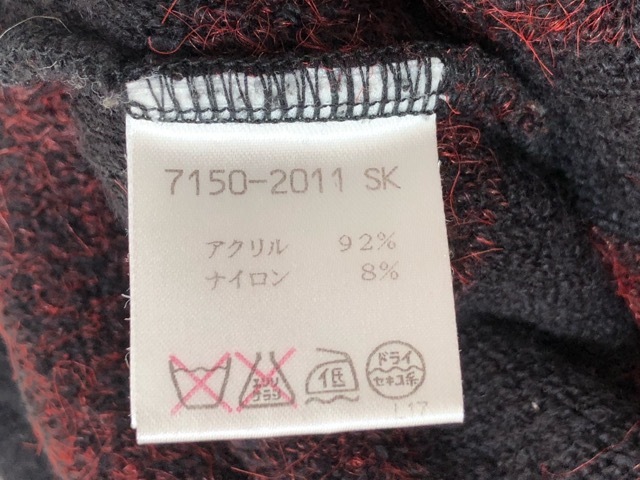 7150-2011 SK
アクリル 92%
ナイロン 8%
エンソ サラシ 低 ドライ
セキユ系
L17